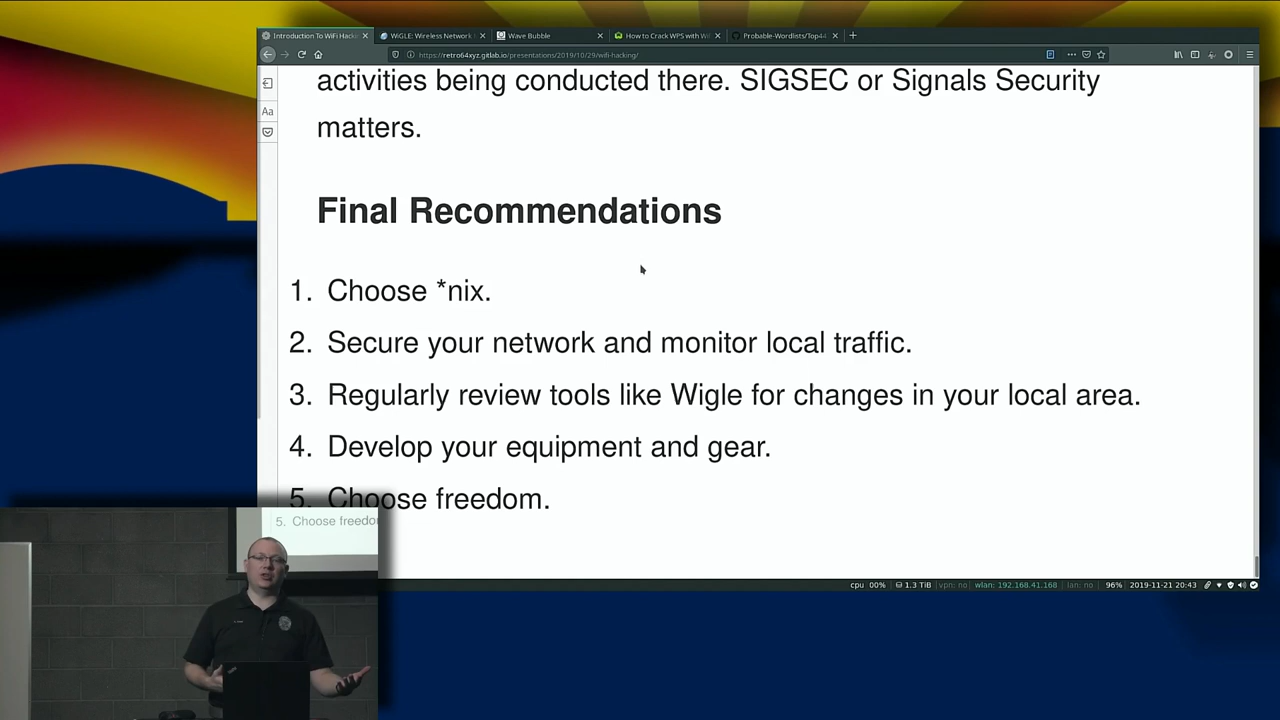 Introduction To WiFi Hack
WiGLE: Wireless Network
Wave Bubble
How to Crack WPS with Wif
Probable-Wordlists/Top44
https://retro64xyz.gitlab.io/presentations/2019/10/29/wifi-hacking/
Aa
activities being conducted there. SIGSEC or Signals Security
matters.
Final Recommendations
1. Choose *nix.
2. Secure your network and monitor local traffic.
3. Regularly review tools like Wigle for changes in your local area.
4. Develop your equipment and gear.
5. Choose freedom.
5. Choose freedo
cpu 00% 1.3 TiB vpn: no wlan: 192.168.41.168 lan: no 96% 2019-11-21 20:43